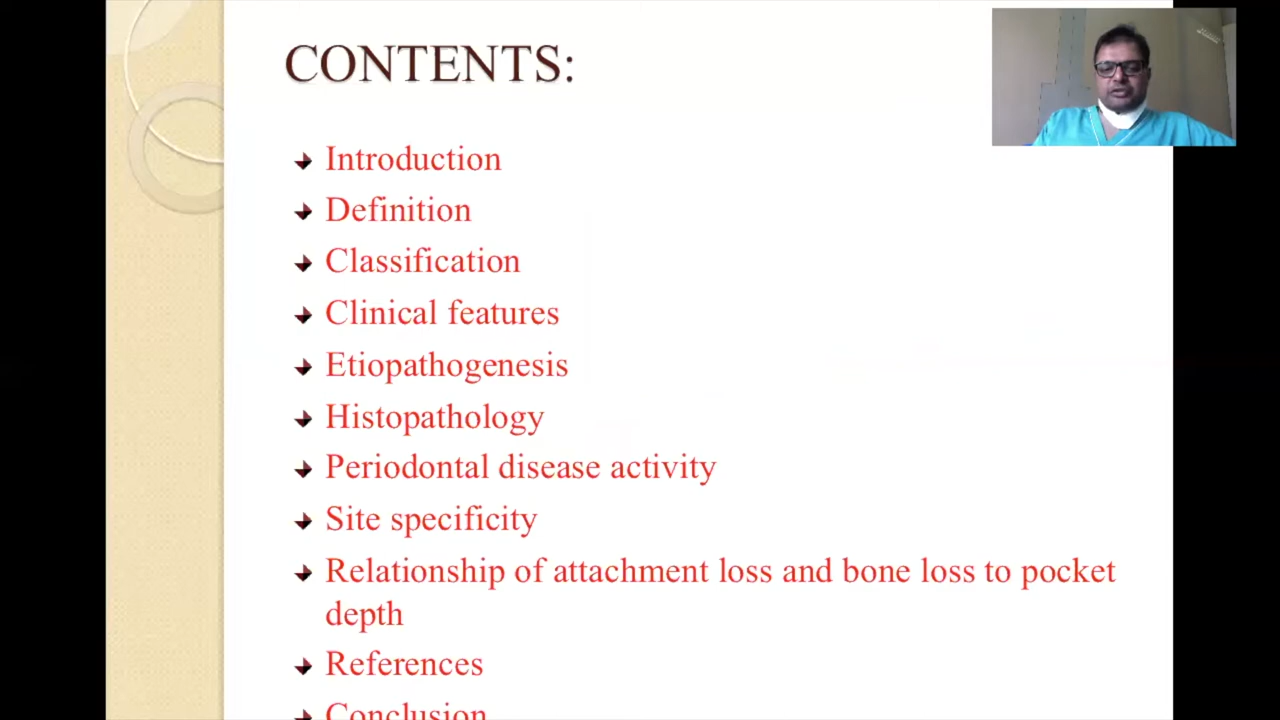 CONTENTS:
Introduction
Definition
Classification
Clinical features
Etiopathogenesis
Histopathology
Periodontal disease activity
Site specificity
Relationship of attachment loss and bone loss to pocket
depth
References
Conclusion